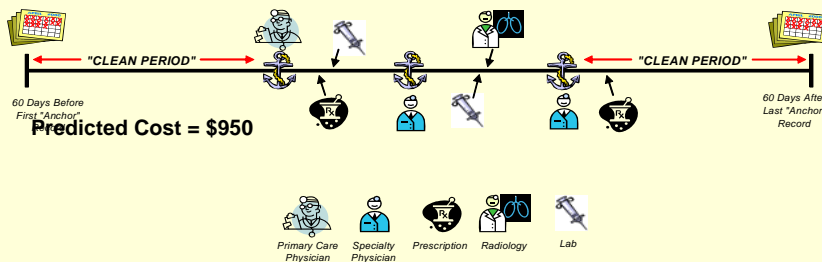 "CLEAN PERIOD"
"CLEAN PERIOD"
60 Days Before
First "Anchor"
60 Days After
Last "Anchor
Record
Predicted Cost = $950
Primary Care
Physician
Specialty
Physician
Prescription
Radiology
Lab